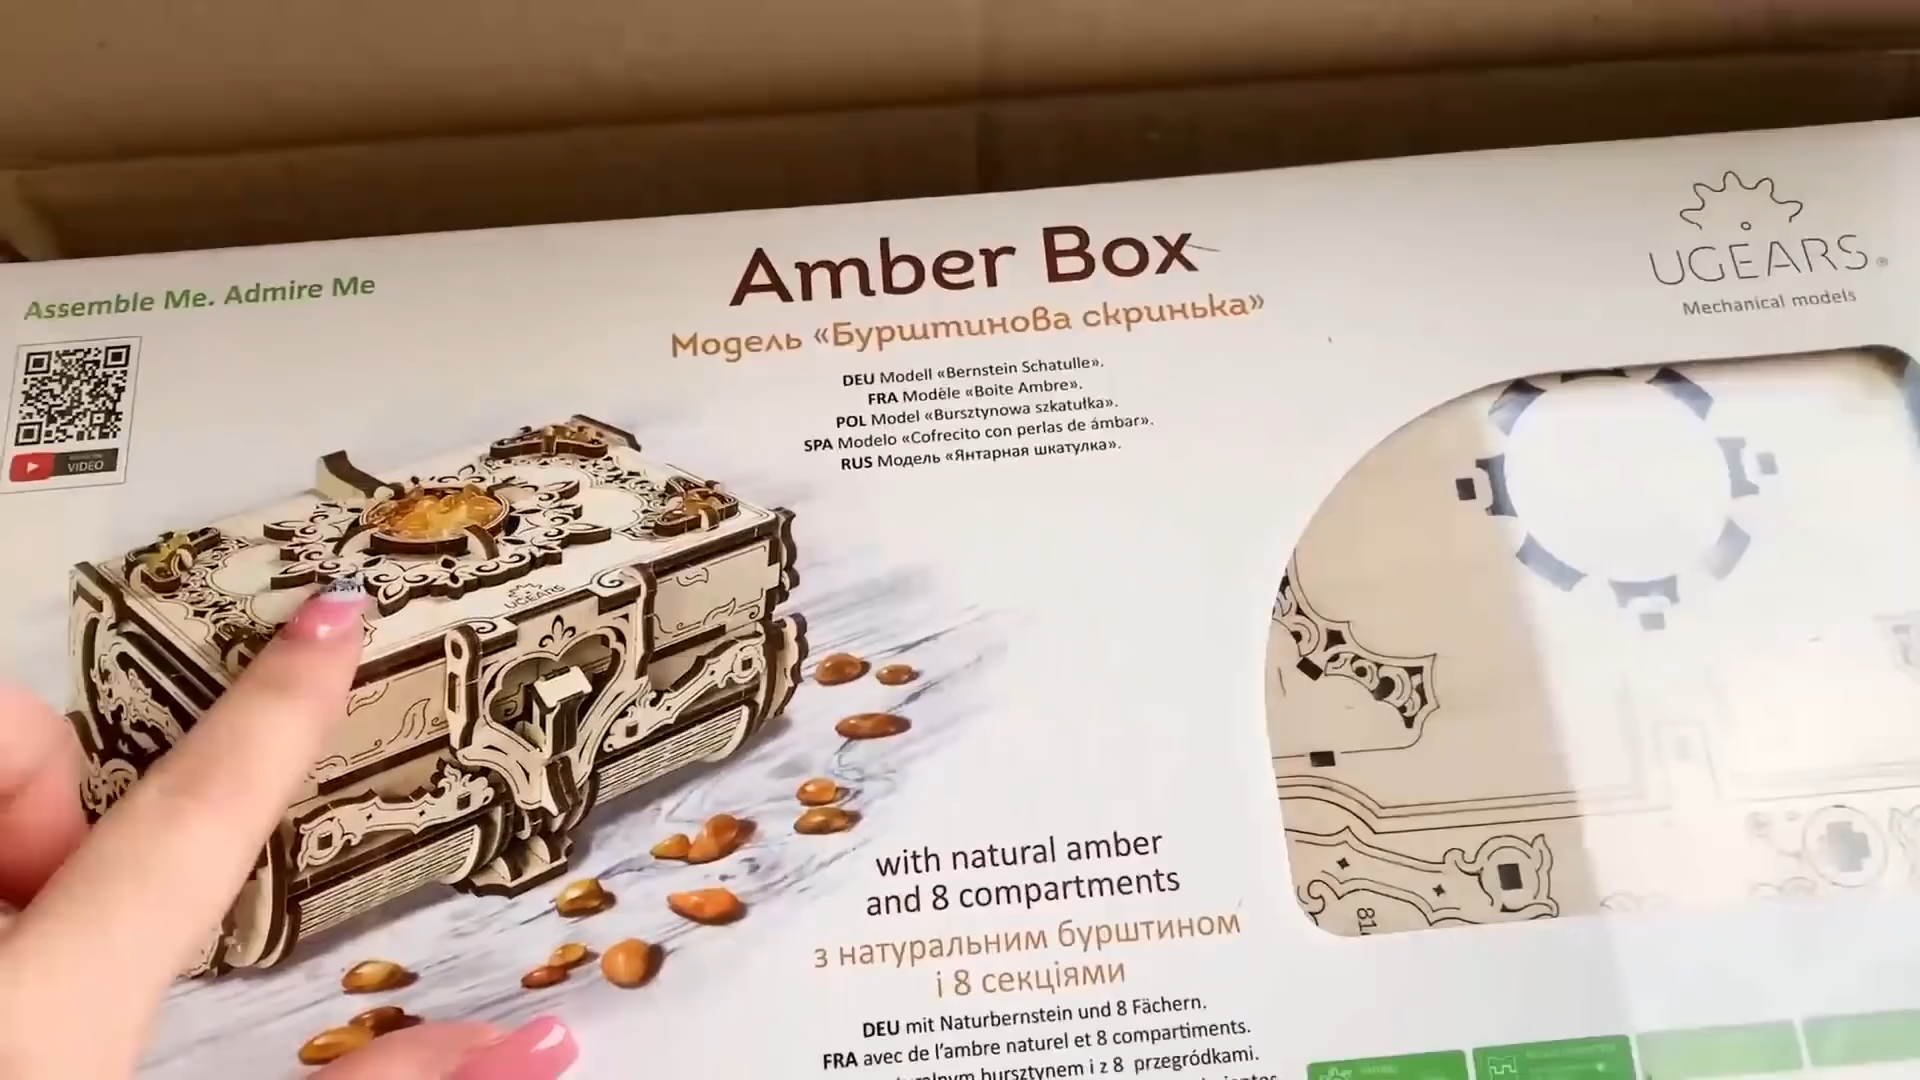 Assemble Me. Admire Me
VIDEO
Amber Box
Модель «Бурштинова скринька»
DEU Modell «Bernstein Schatulle».
FRA Modèle «Boite Ambre».
POL Model «Bursztynowa szkatułka».
SPA Modelo «Cofrecito con perlas de ámbar».
RUS Модель «Янтарная шкатулка».
UGEARS
Mechanical models
UGEARS
with natural amber
and 8 compartments
з натуральним бурштином
і 8 секціями
DEU mit Naturbernstein und 8 Fächern.
FRA avec de l'ambre naturel et 8 compartiments.
bursztynem i z 8 przegródkami.